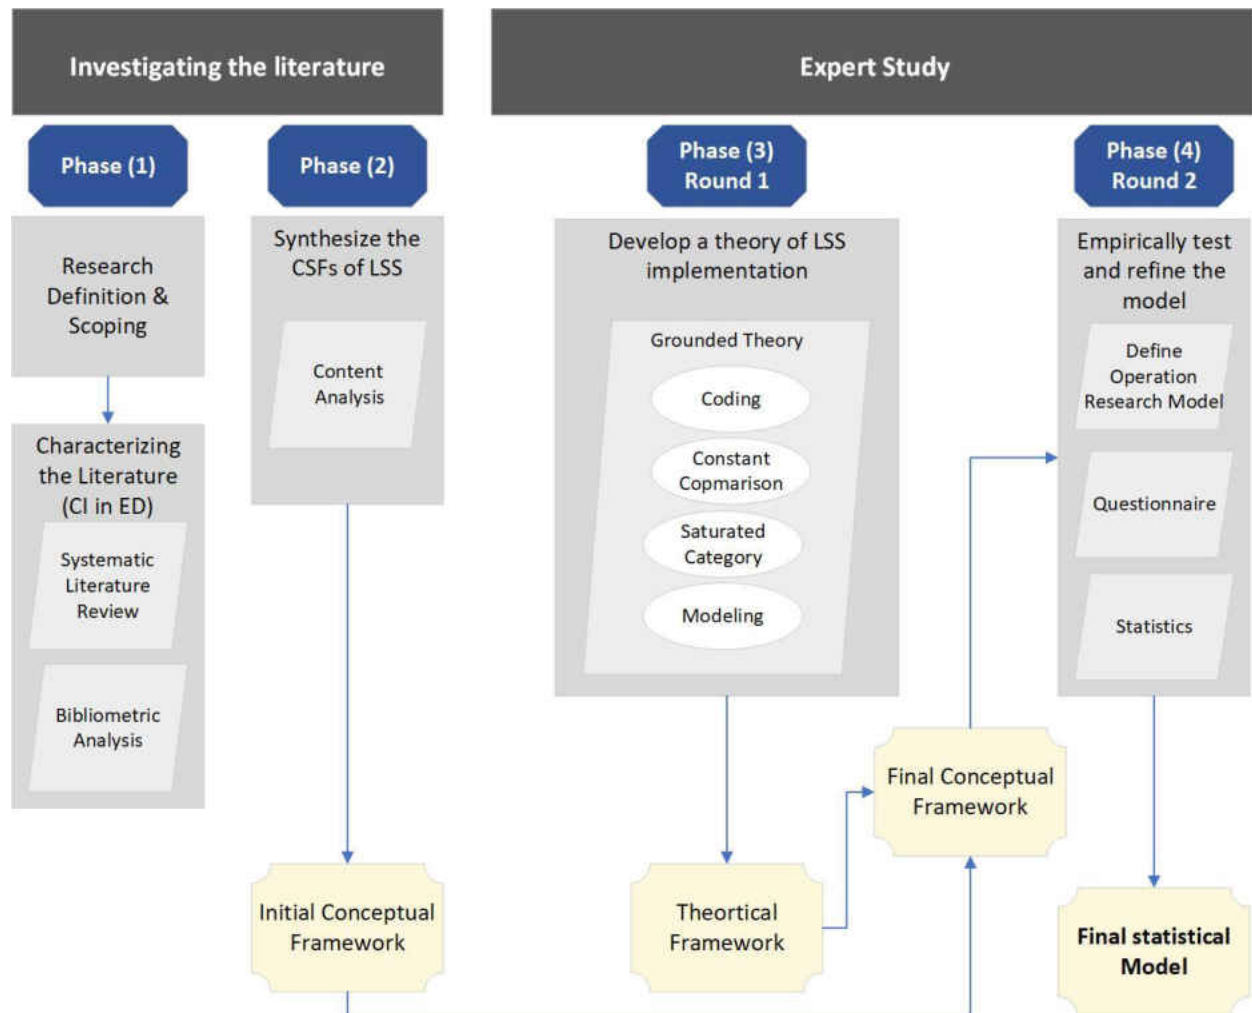 Investigating the literature
Expert Study
Phase (1)
Phase (2)
Phase (3)
Round 1
Phase (4)
Round 2
Research
Definition &
Scoping
Characterizing
the Literature
(CI in ED)
Systematic
Literature
Review
Bibliometric
Analysis
Synthesize the
CSFs of LSS
Content
Analysis
Initial Conceptual
Framework
Develop a theory of LSS
implementation
Grounded Theory
Coding
Constant
Copmarison
Saturated
Category
Modeling
Theortical
Framework
Final Conceptual
Framework
Empirically test
and refine the
model
Define
Operation
Research Model
Questionnaire
Statistics
Final statistical
Model